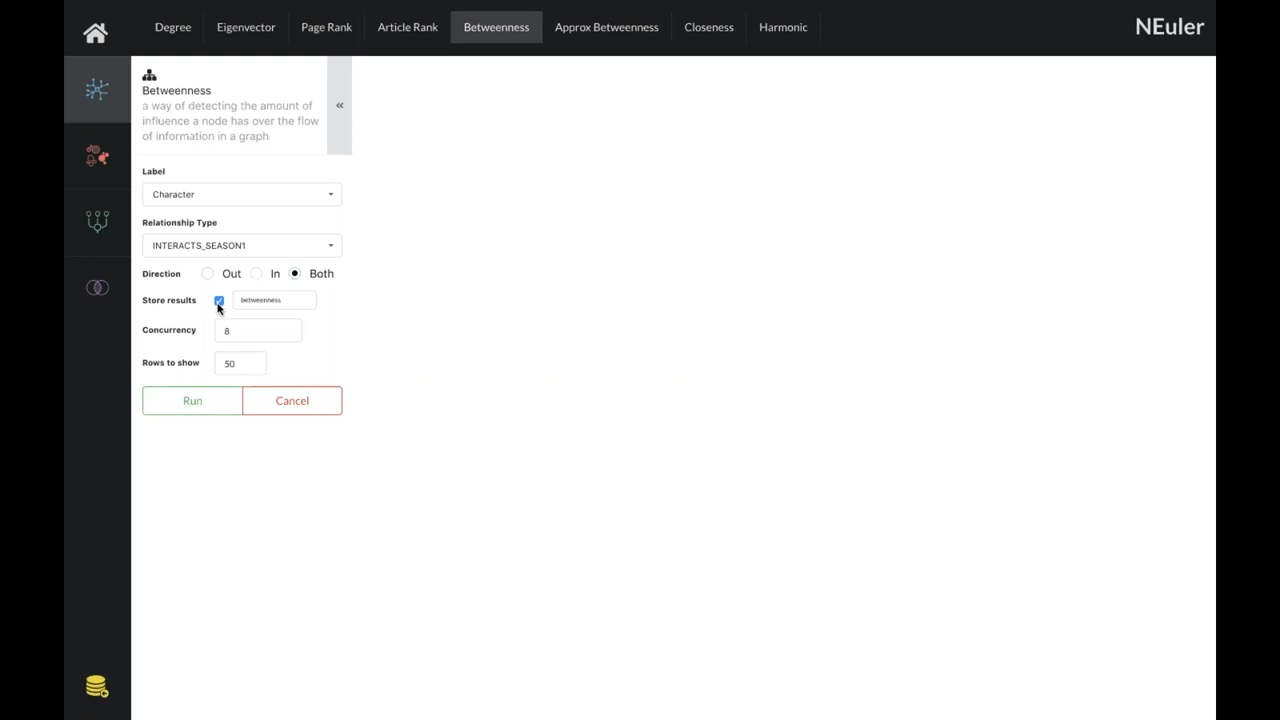 Degree Eigenvector Page Rank Article Rank Betweenness Approx Betweenness Closeness Harmonic NEuler
Betweenness
a way of detecting the amount of
influence a node has over the flow
of information in a graph
«
Label
Character
Relationship Type
INTERACTS_SEASON1
Direction Out In Both
Store results betweenness
Concurrency 8
Rows to show 50
Run Cancel